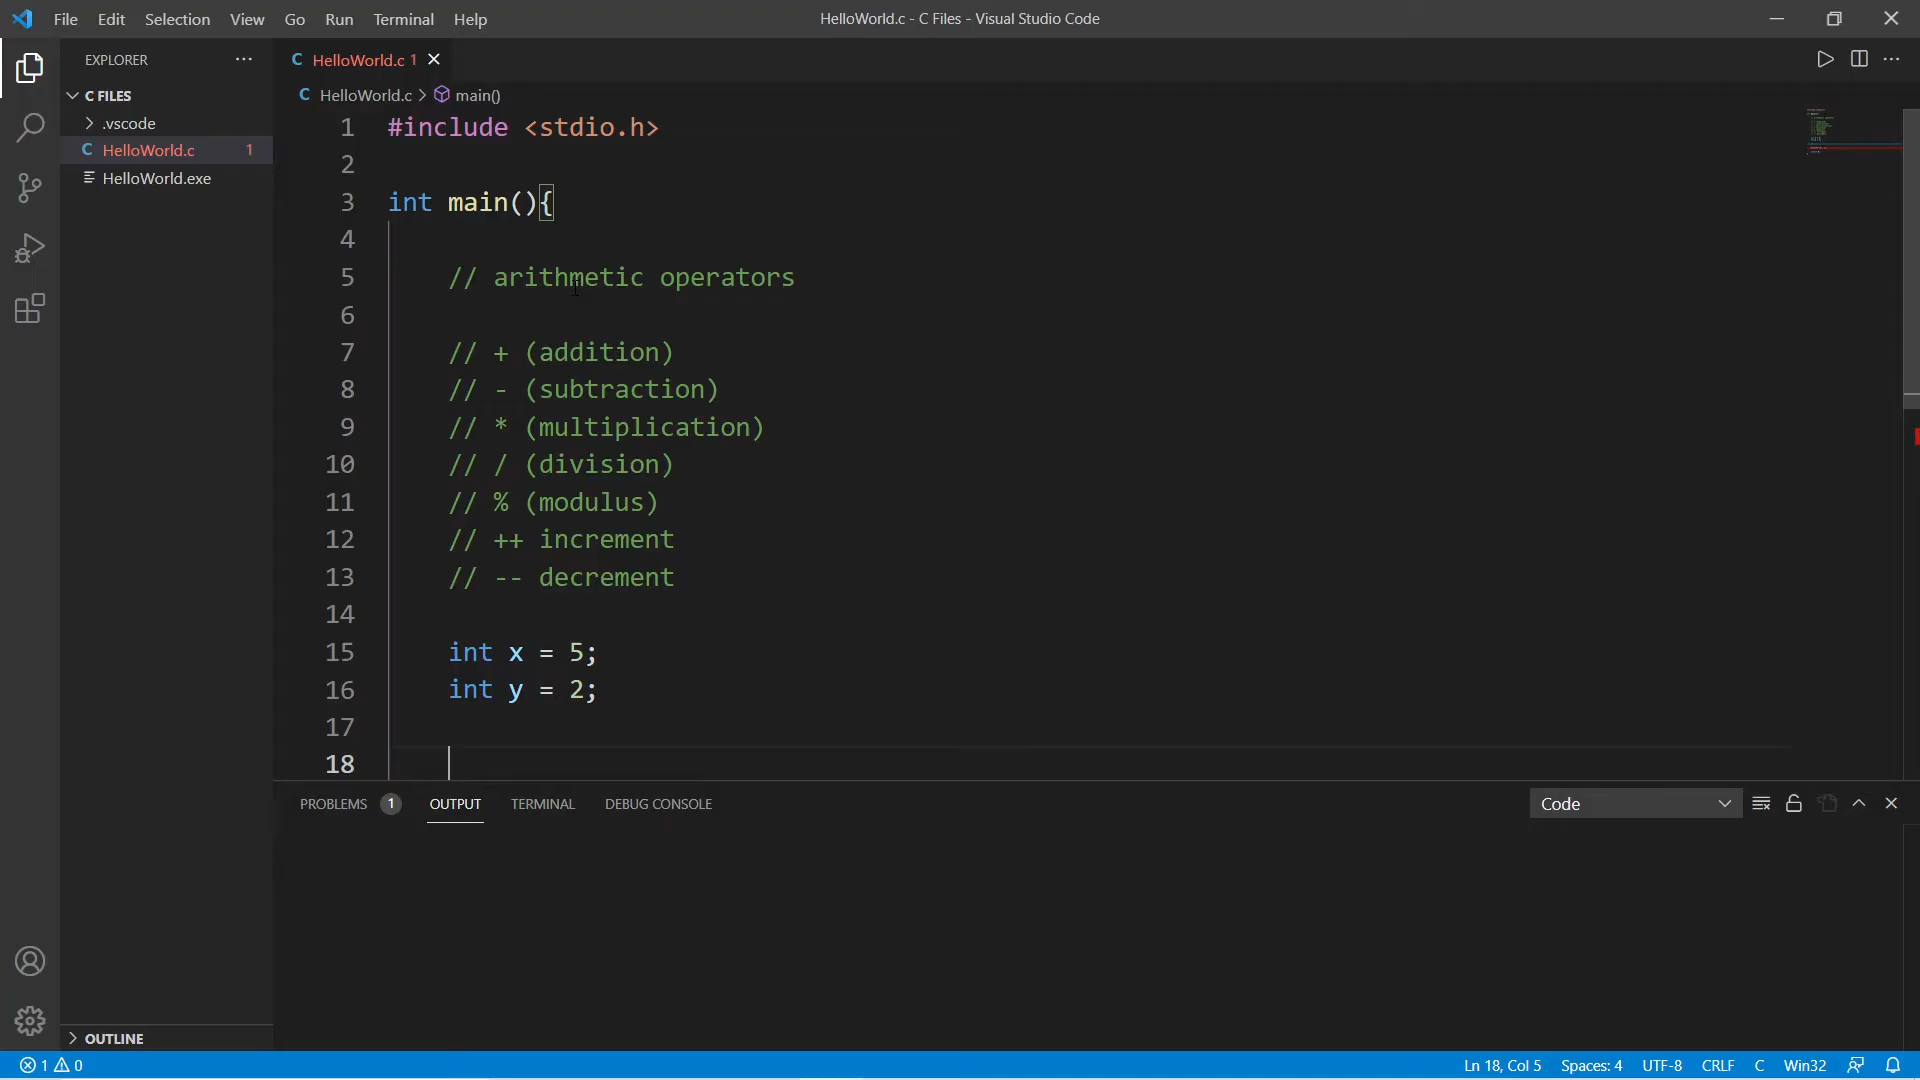 File Edit Selection View Go Run Terminal Help
HelloWorld.c - C Files - Visual Studio Code
EXPLORER
C FILES
.vscode
C HelloWorld.c 1
HelloWorld.exe
OUTLINE
C HelloWorld.c 1
C HelloWorld.c > main()
1 #include <stdio.h>
2
3 int main(){
4
5 // arithmetic operators
6
7 // + (addition)
8 // - (subtraction)
9 // * (multiplication)
10 // / (division)
11 // % (modulus)
12 // ++ increment
13 // -- decrement
14
15 int x = 5;
16 int y = 2;
17
18
PROBLEMS 1 OUTPUT TERMINAL DEBUG CONSOLE
Code
1 0
Ln 18, Col 5 Spaces: 4 UTF-8 CRLF C Win32